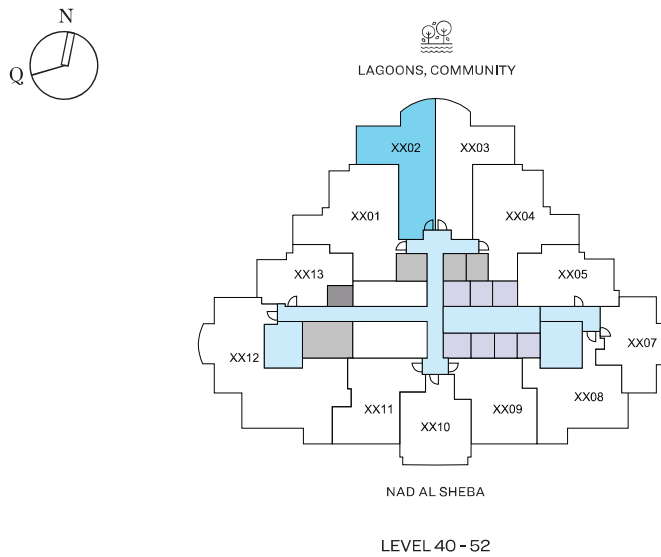 N
Q
LAGOONS, COMMUNITY
XX02
XX03
XX01
XX04
XX13
XX05
XX12
XX07
XX11
XX10
XX09
XX08
NAD AL SHEBA
LEVEL 40 - 52